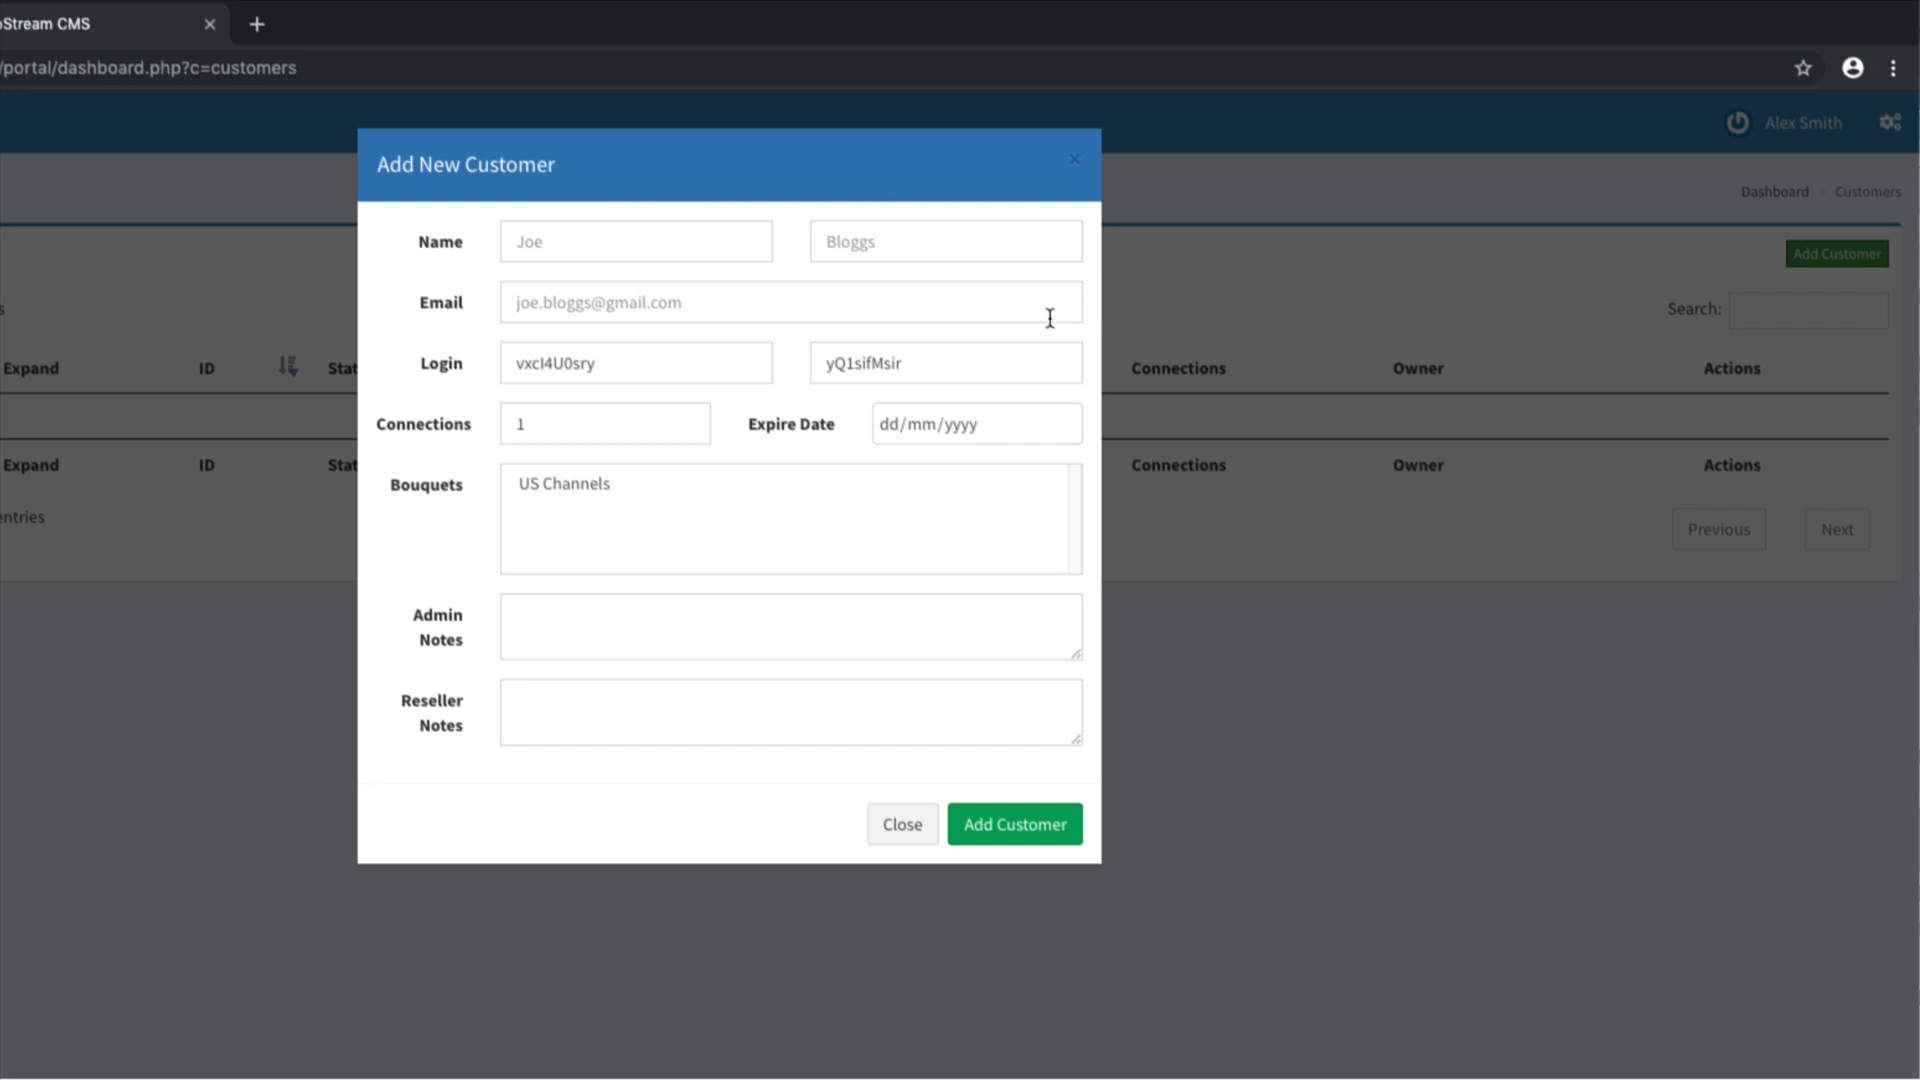 Stream CMS
/portal/dashboard.php?c=customers
Alex Smith
Dashboard Customers
Add Customer
Search:
Expand ID Stat Connections Owner Actions
Expand ID Stat Connections Owner Actions
entries
Previous Next
Add New Customer ×
Name Joe Bloggs
Email joe.bloggs@gmail.com
Login vxcI4U0sry yQ1sifMsir
Connections 1 Expire Date dd/mm/yyyy
Bouquets US Channels
Admin
Notes
Reseller
Notes
Close Add Customer